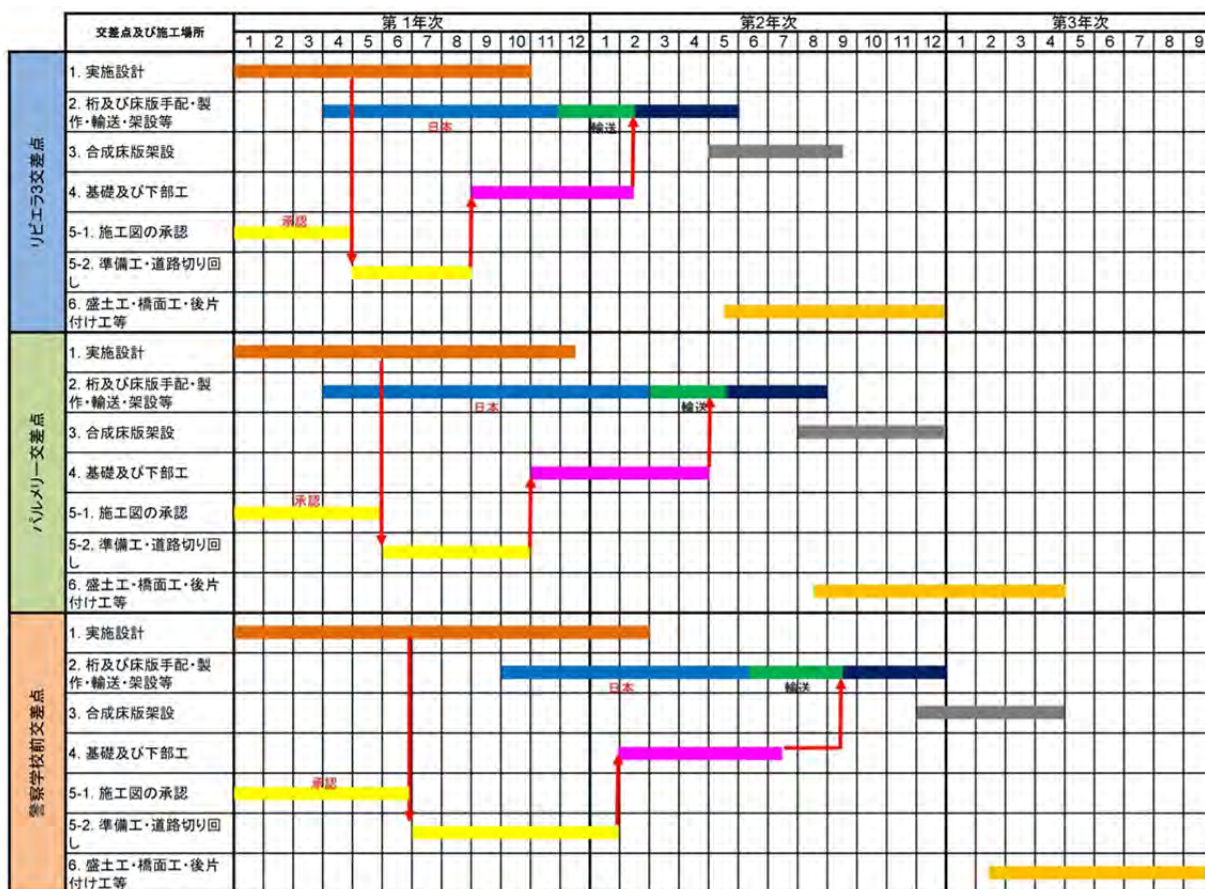 交差点及び施工場所
第 1年次
第2年次
第3年次
1 2 3 4 5 6 7 8 9 10 11 12 1 2 3 4 5 6 7 8 9 10 11 12 1 2 3 4 5 6 7 8 9
リビエラ3交差点
1. 実施設計
2. 桁及び床版手配・製
作・輸送・架設等
日本
輸送
3. 合成床版架設
4. 基礎及び下部工
5-1. 施工図の承認
承認
5-2. 準備工・道路切り回
し
6. 盛土工・橋面工・後片
付け工等
パルメリー交差点
1. 実施設計
2. 桁及び床版手配・製
作・輸送・架設等
日本
輸送
3. 合成床版架設
4. 基礎及び下部工
5-1. 施工図の承認
承認
5-2. 準備工・道路切り回
し
6. 盛土工・橋面工・後片
付け工等
警察学校前交差点
1. 実施設計
2. 桁及び床版手配・製
作・輸送・架設等
日本
輸送
3. 合成床版架設
4. 基礎及び下部工
5-1. 施工図の承認
承認
5-2. 準備工・道路切り回
し
6. 盛土工・橋面工・後片
付け工等